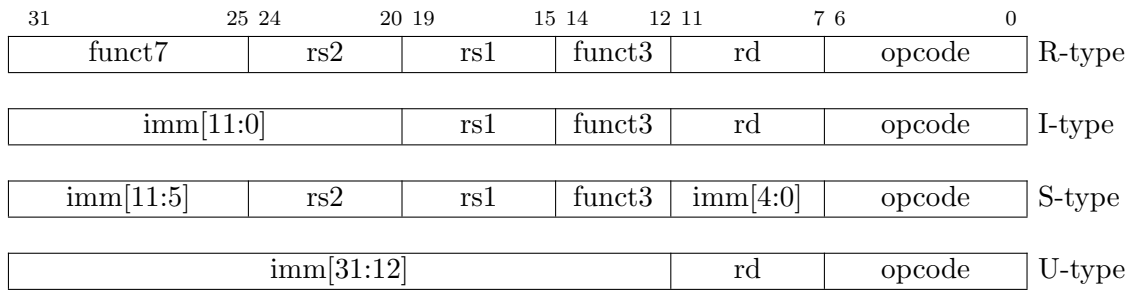 31 25 24 20 19 15 14 12 11 7 6 0
funct7 rs2 rs1 funct3 rd opcode R-type
imm[11:0] rs1 funct3 rd opcode I-type
imm[11:5] rs2 rs1 funct3 imm[4:0] opcode S-type
imm[31:12] rd opcode U-type